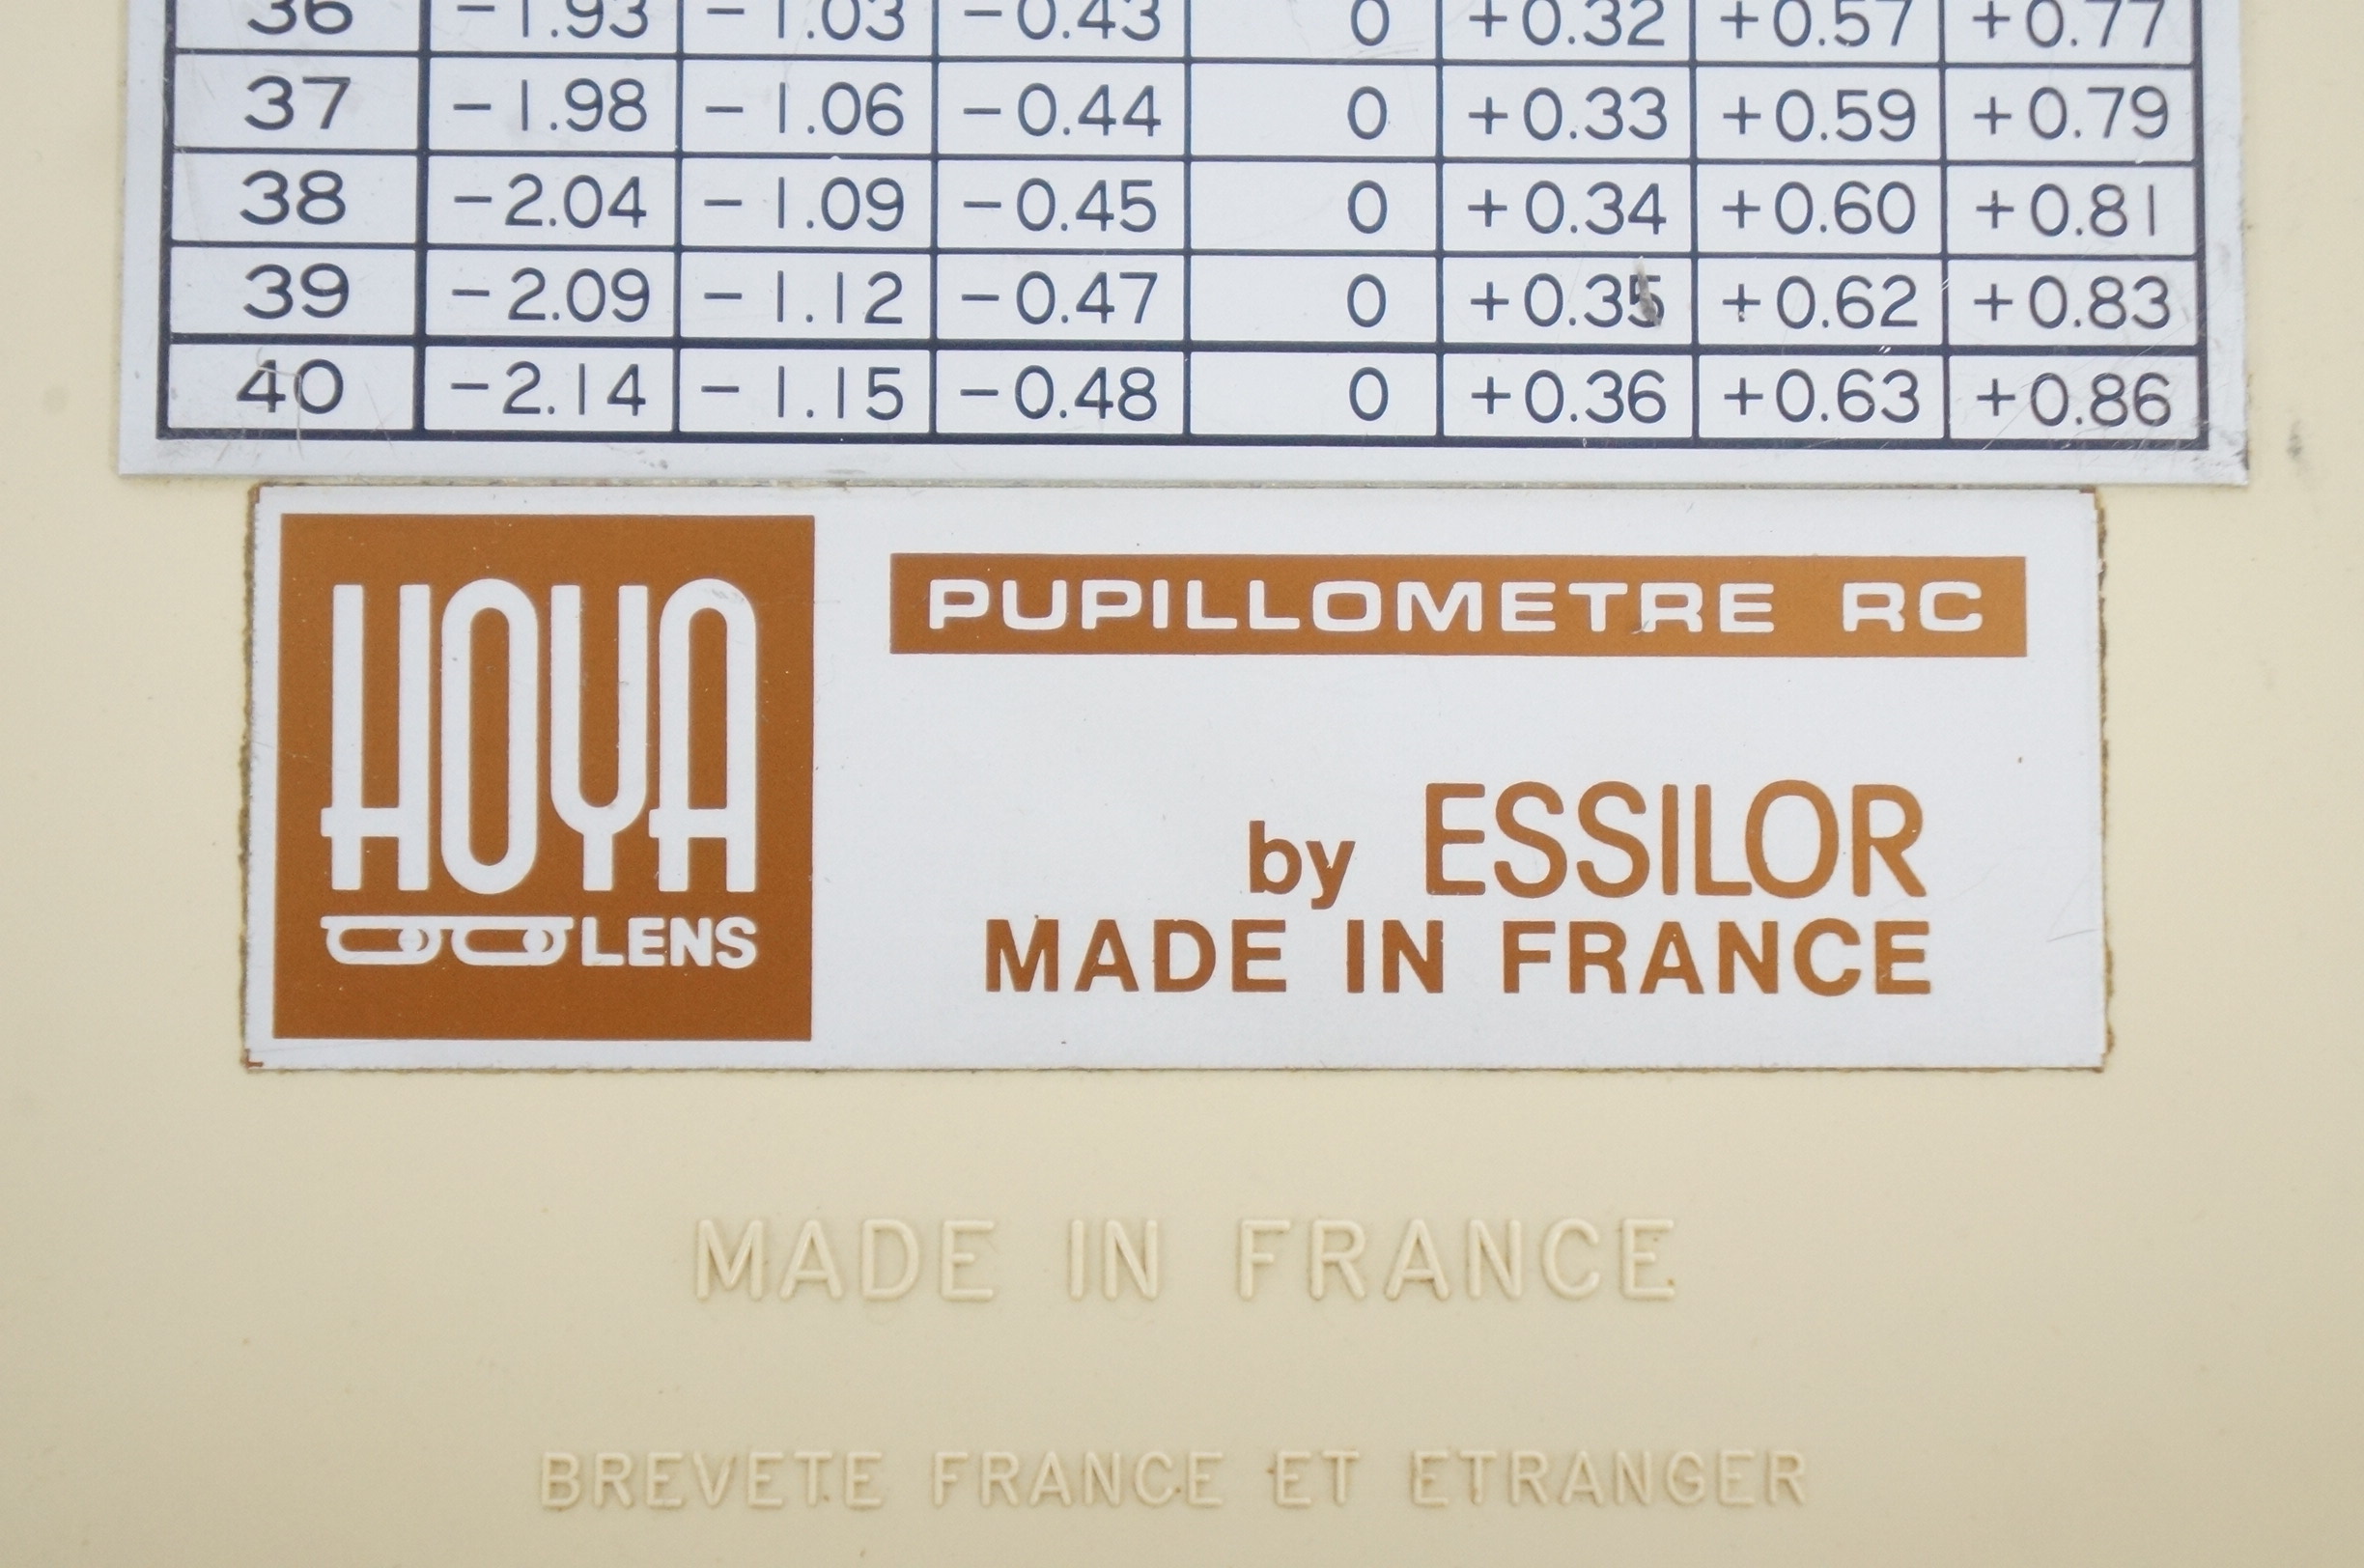 36 -1.93 -1.03 -0.43 0 +0.32 +0.57 +0.77
37 -1.98 -1.06 -0.44 0 +0.33 +0.59 +0.79
38 -2.04 -1.09 -0.45 0 +0.34 +0.60 +0.81
39 -2.09 -1.12 -0.47 0 +0.35 +0.62 +0.83
40 -2.14 -1.15 -0.48 0 +0.36 +0.63 +0.86
HOYA
LENS
PUPILLOMETRE RC
by ESSILOR
MADE IN FRANCE
MADE IN FRANCE
BREVETE FRANCE ET ETRANGER